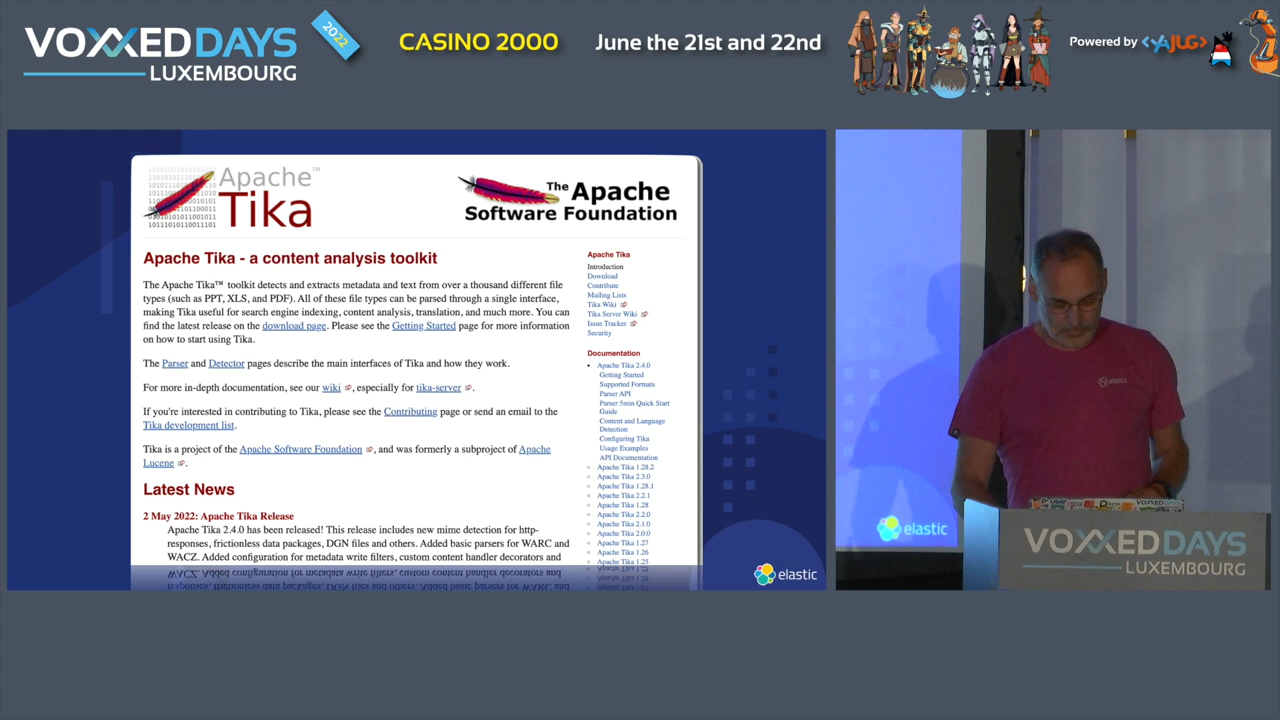 VOXXED DAYS
LUXEMBOURG
2022
CASINO 2000
June the 21st and 22nd
Powered by <YAJUG>
Apache™
Tika
The Apache
Software Foundation
Apache Tika - a content analysis toolkit
The Apache Tika™ toolkit detects and extracts metadata and text from over a thousand different file
types (such as PPT, XLS, and PDF). All of these file types can be parsed through a single interface,
making Tika useful for search engine indexing, content analysis, translation, and much more. You can
find the latest release on the download page. Please see the Getting Started page for more information
on how to start using Tika.
The Parser and Detector pages describe the main interfaces of Tika and how they work.
For more in-depth documentation, see our wiki, especially for tika-server.
If you're interested in contributing to Tika, please see the Contributing page or send an email to the
Tika development list.
Tika is a project of the Apache Software Foundation, and was formerly a subproject of Apache
Lucene.
Latest News
2 May 2022: Apache Tika Release
Apache Tika 2.4.0 has been released! This release includes new mime detection for http-
responses, frictionless data packages, DGN files and others. Added basic parsers for WARC and
WACZ. Added configuration for metadata write filters, custom content handler decorators and
Apache Tika
Introduction
Download
Contribute
Mailing Lists
Tika Wiki
Tika Server Wiki
Issue Tracker
Security
Documentation
Apache Tika 2.4.0
Getting Started
Supported Formats
Parser API
Parser 5min Quick Start
Guide
Content and Language
Detection
Configuring Tika
Usage Examples
API Documentation
Apache Tika 1.28.2
Apache Tika 2.3.0
Apache Tika 1.28.1
Apache Tika 2.2.1
Apache Tika 1.28
Apache Tika 2.2.0
Apache Tika 2.1.0
Apache Tika 2.0.0
Apache Tika 1.27
Apache Tika 1.26
Apache Tika 1.25
elastic
elastic
elastic
VOXXED DAYS
LUXEMBOURG